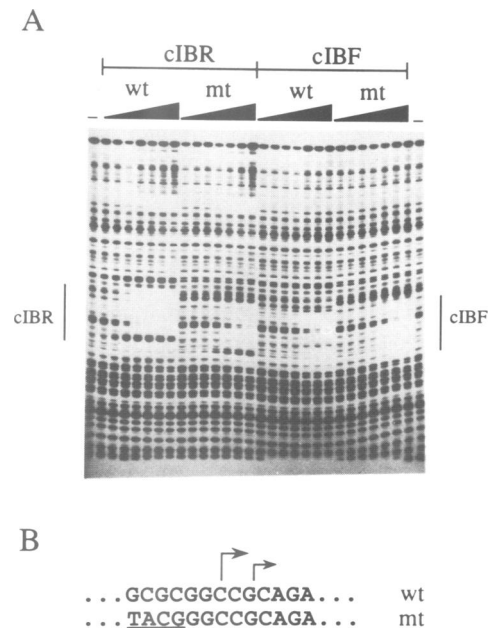 A
cIBR cIBF
wt mt wt mt
– –
cIBR cIBF
B
...GCGCGGCCGCAGA... wt
...TACGGGCCGCAGA... mt